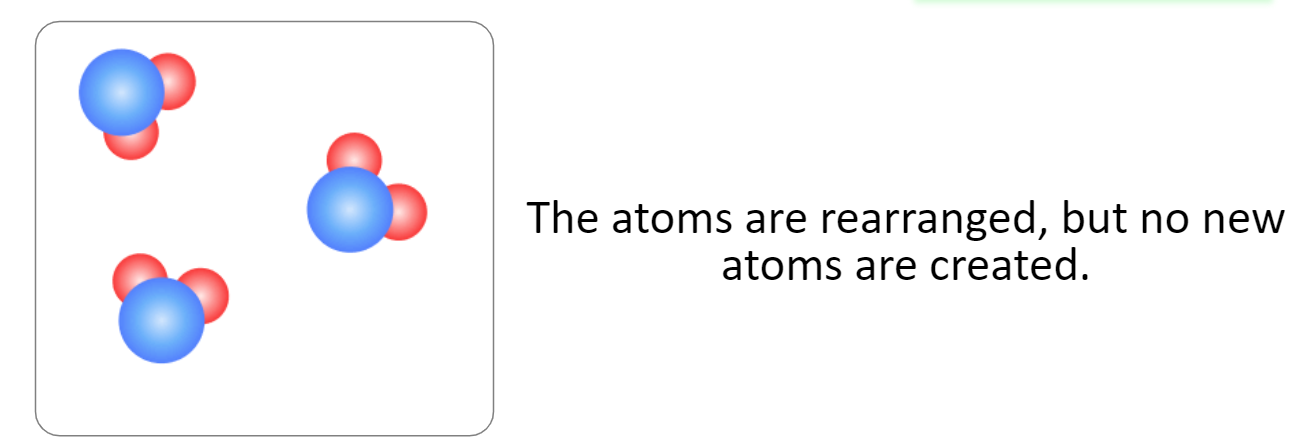 The atoms are rearranged, but no new
atoms are created.